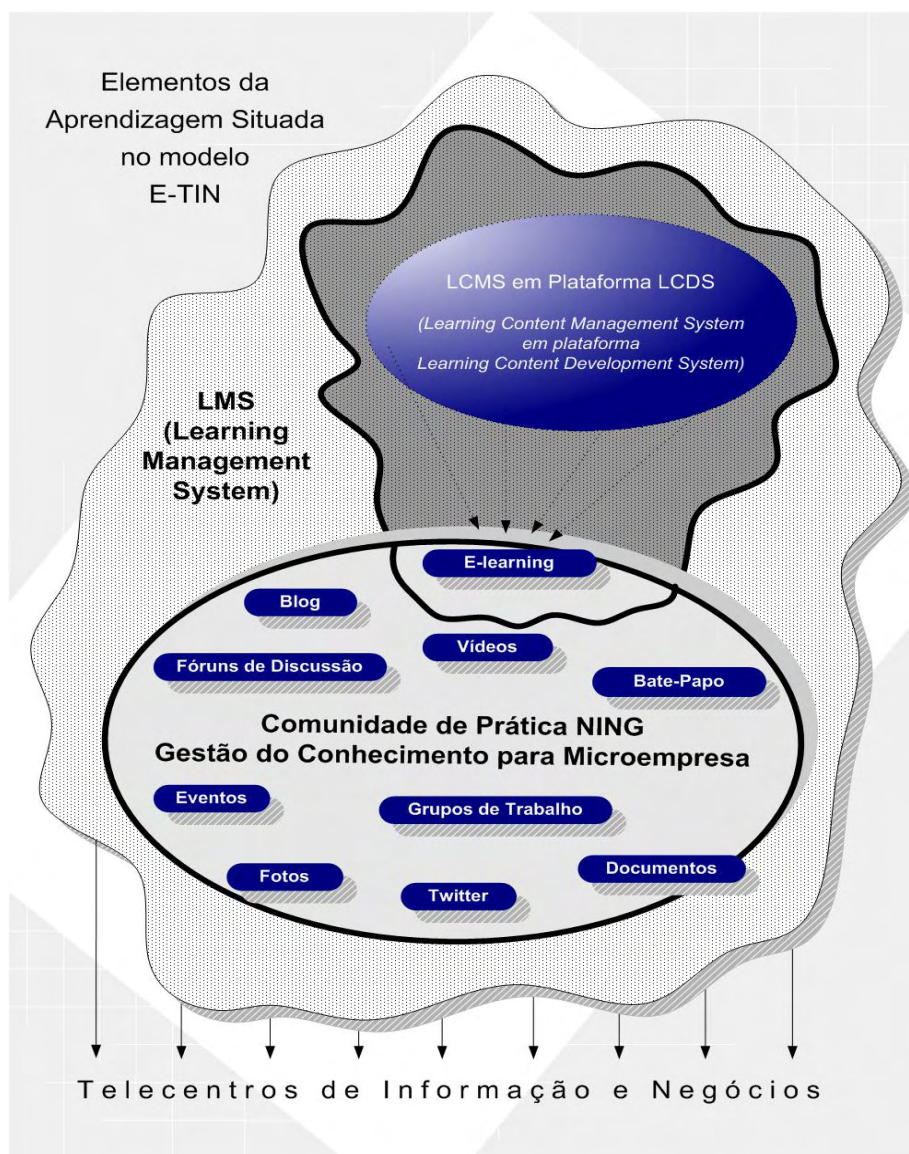 Elementos da
Aprendizagem Situada
no modelo
E-TIN
LCMS em Plataforma LCDS
(Learning Content Management System
em plataforma
Learning Content Development System)
LMS
(Learning
Management
System)
E-learning
Blog
Vídeos
Fóruns de Discussão
Bate-Papo
Comunidade de Prática NING
Gestão do Conhecimento para Microempresa
Eventos
Grupos de Trabalho
Fotos
Documentos
Twitter
Telecentros de Informação e Negócios